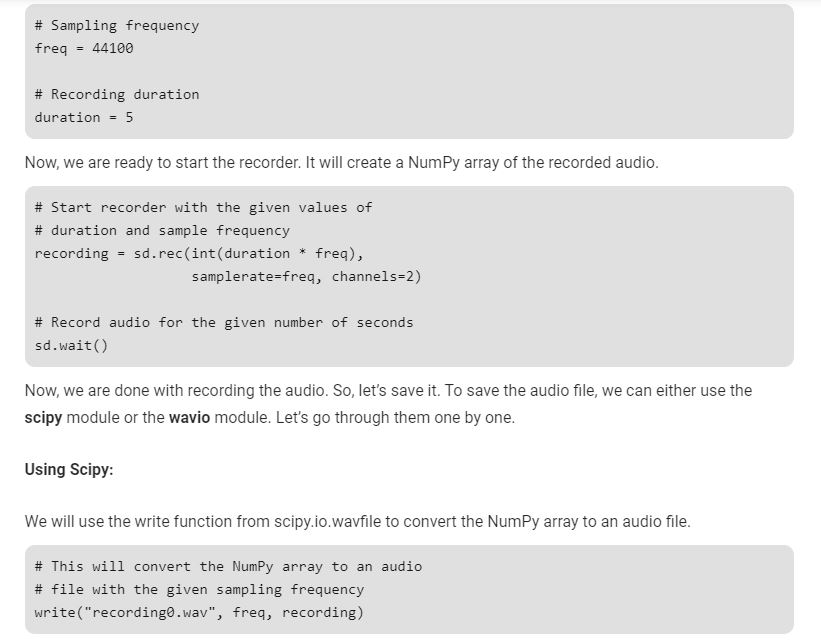 # Sampling frequency
freq = 44100
# Recording duration
duration = 5
Now, we are ready to start the recorder. It will create a NumPy array of the recorded audio.
# Start recorder with the given values of
# duration and sample frequency
recording = sd.rec(int(duration * freq),
samplerate=freq, channels=2)
# Record audio for the given number of seconds
sd.wait()
Now, we are done with recording the audio. So, let’s save it. To save the audio file, we can either use the
scipy module or the wavio module. Let’s go through them one by one.
Using Scipy:
We will use the write function from scipy.io.wavfile to convert the NumPy array to an audio file.
# This will convert the NumPy array to an audio
# file with the given sampling frequency
write("recording0.wav", freq, recording)